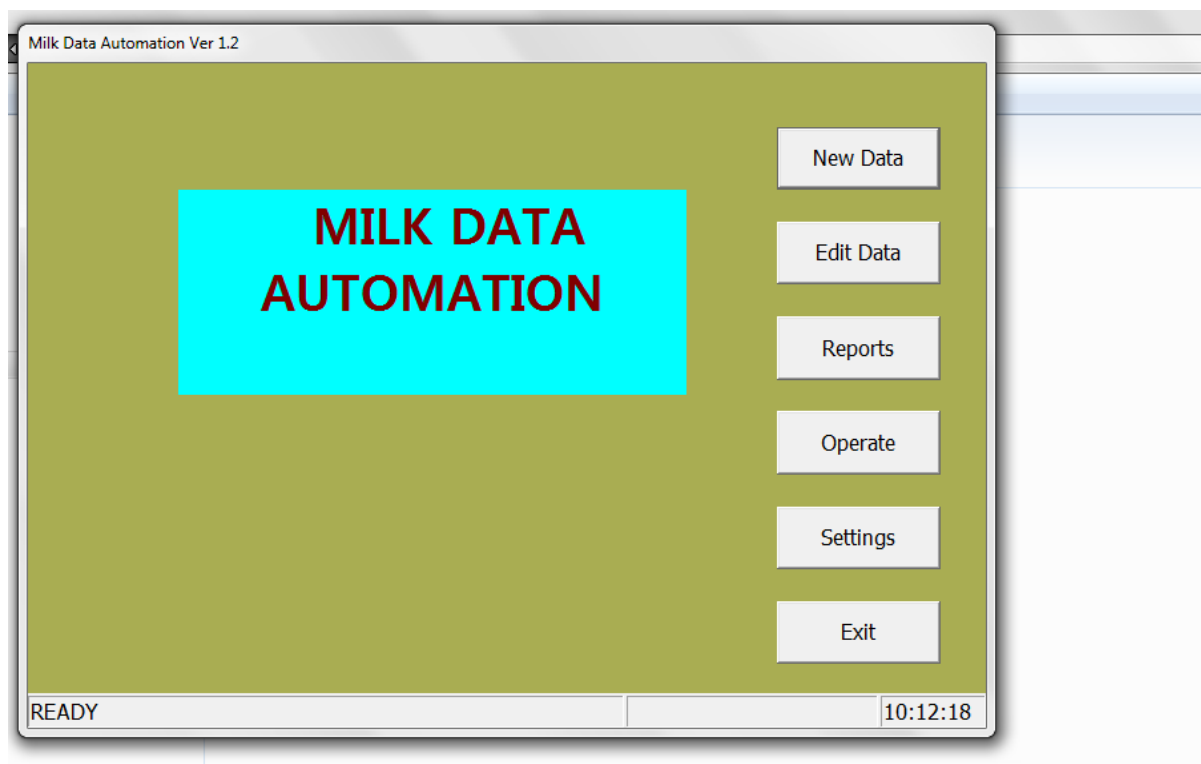 Milk Data Automation Ver 1.2
MILK DATA
AUTOMATION
New Data
Edit Data
Reports
Operate
Settings
Exit
READY
10:12:18